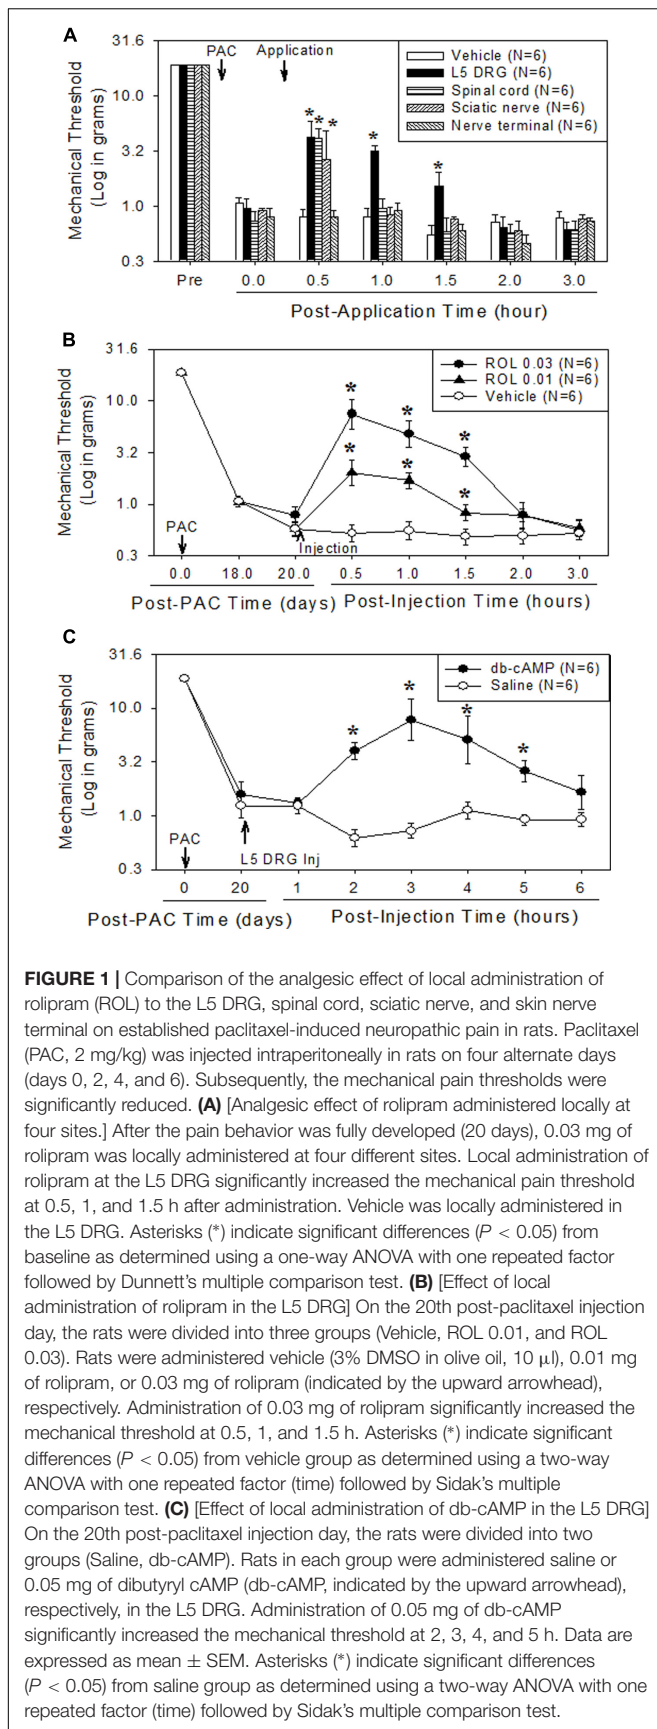 A
31.6
10.0
3.2
1.0
0.3
Mechanical Threshold
(Log in grams)
PAC
Application
Vehicle (N=6)
L5 DRG (N=6)
Spinal cord (N=6)
Sciatic nerve (N=6)
Nerve terminal (N=6)
* * *
*
*
Pre 0.0 0.5 1.0 1.5 2.0 3.0
Post-Application Time (hour)
B
31.6
10.0
3.2
1.0
0.3
Mechanical Threshold
(Log in grams)
ROL 0.03 (N=6)
ROL 0.01 (N=6)
Vehicle (N=6)
* * *
* * *
PAC
Injection
0.0 18.0 20.0 0.5 1.0 1.5 2.0 3.0
Post-PAC Time (days) Post-Injection Time (hours)
C
31.6
10.0
3.2
1.0
0.3
Mechanical Threshold
(Log in grams)
db-cAMP (N=6)
Saline (N=6)
* * * *
PAC
L5 DRG Inj
0 20 1 2 3 4 5 6
Post-PAC Time (days) Post-Injection Time (hours)
FIGURE 1 | Comparison of the analgesic effect of local administration of
rolipram (ROL) to the L5 DRG, spinal cord, sciatic nerve, and skin nerve
terminal on established paclitaxel-induced neuropathic pain in rats. Paclitaxel
(PAC, 2 mg/kg) was injected intraperitoneally in rats on four alternate days
(days 0, 2, 4, and 6). Subsequently, the mechanical pain thresholds were
significantly reduced. (A) [Analgesic effect of rolipram administered locally at
four sites.] After the pain behavior was fully developed (20 days), 0.03 mg of
rolipram was locally administered at four different sites. Local administration of
rolipram at the L5 DRG significantly increased the mechanical pain threshold
at 0.5, 1, and 1.5 h after administration. Vehicle was locally administered in
the L5 DRG. Asterisks (*) indicate significant differences (P < 0.05) from
baseline as determined using a one-way ANOVA with one repeated factor
followed by Dunnett's multiple comparison test. (B) [Effect of local
administration of rolipram in the L5 DRG] On the 20th post-paclitaxel injection
day, the rats were divided into three groups (Vehicle, ROL 0.01, and ROL
0.03). Rats were administered vehicle (3% DMSO in olive oil, 10 μl), 0.01 mg
of rolipram, or 0.03 mg of rolipram (indicated by the upward arrowhead),
respectively. Administration of 0.03 mg of rolipram significantly increased the
mechanical threshold at 0.5, 1, and 1.5 h. Asterisks (*) indicate significant
differences (P < 0.05) from vehicle group as determined using a two-way
ANOVA with one repeated factor (time) followed by Sidak's multiple
comparison test. (C) [Effect of local administration of db-cAMP in the L5 DRG]
On the 20th post-paclitaxel injection day, the rats were divided into two
groups (Saline, db-cAMP). Rats in each group were administered saline or
0.05 mg of dibutyryl cAMP (db-cAMP, indicated by the upward arrowhead),
respectively, in the L5 DRG. Administration of 0.05 mg of db-cAMP
significantly increased the mechanical threshold at 2, 3, 4, and 5 h. Data are
expressed as mean ± SEM. Asterisks (*) indicate significant differences
(P < 0.05) from saline group as determined using a two-way ANOVA with one
repeated factor (time) followed by Sidak's multiple comparison test.